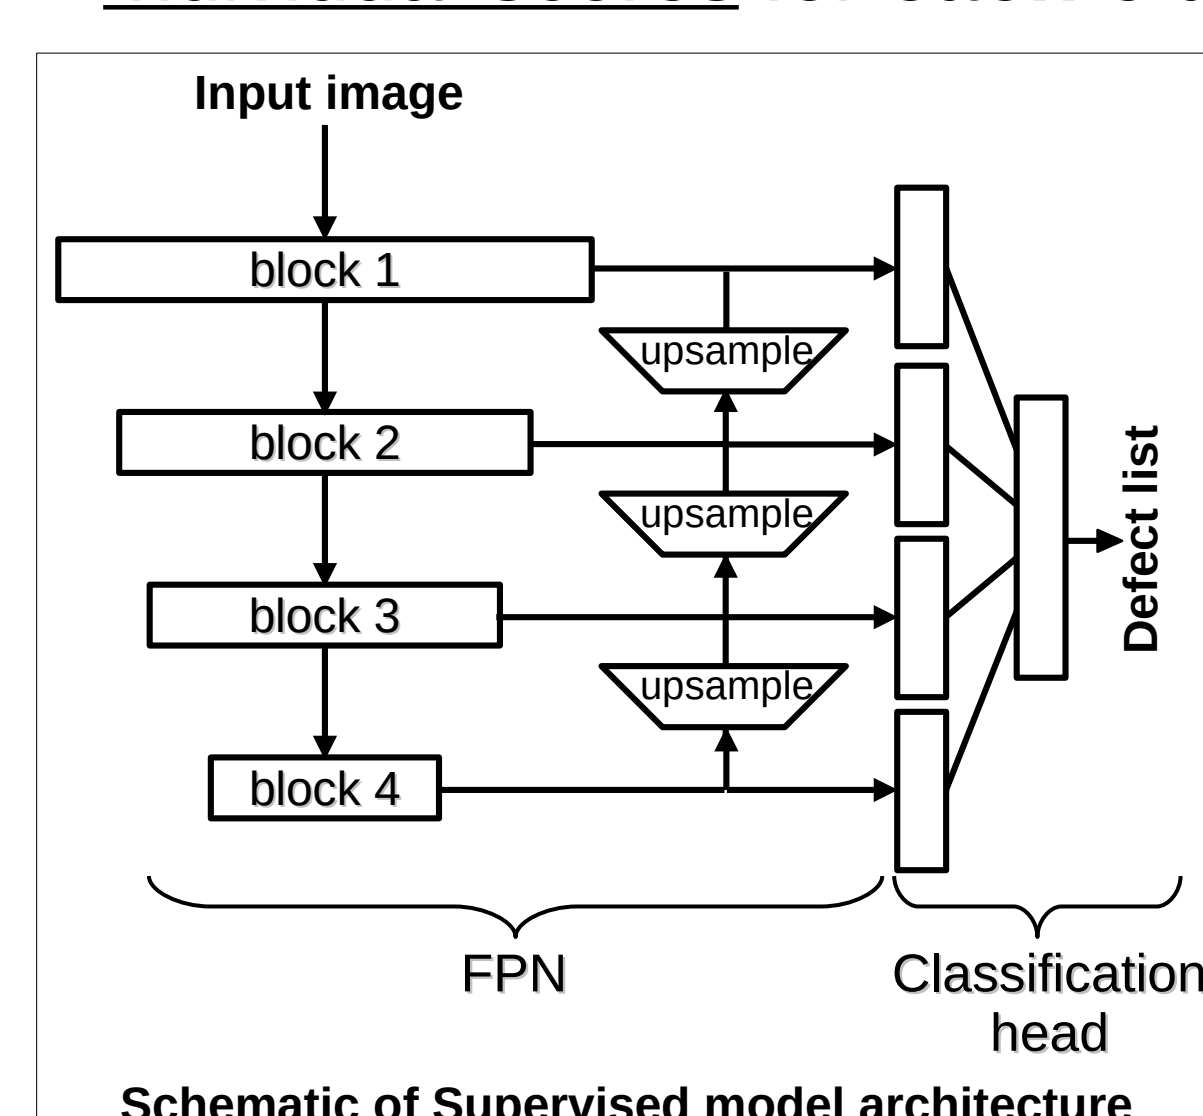 Input image
block 1
upsample
block 2
upsample
block 3
upsample
block 4
Defect list
FPN
Classification
head
Schematic of Supervised model architecture